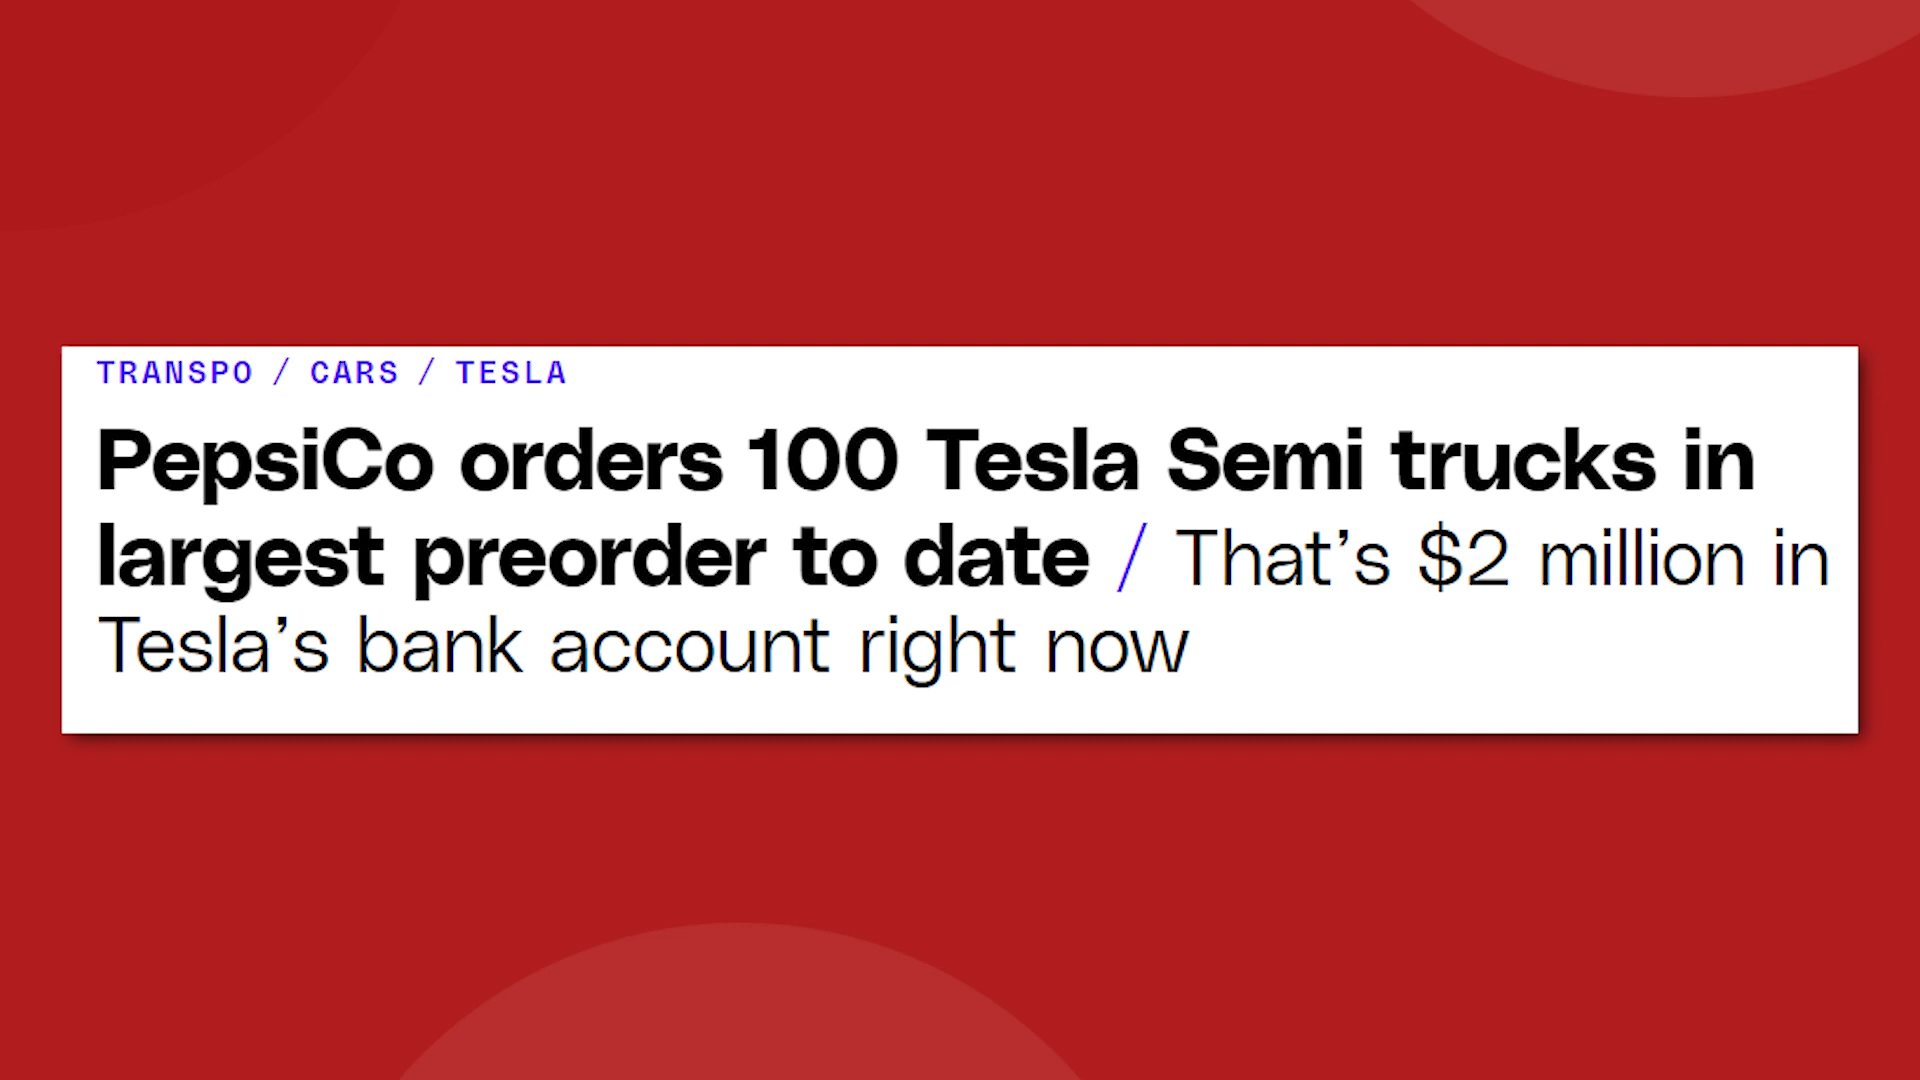 TRANSPO / CARS / TESLA
PepsiCo orders 100 Tesla Semi trucks in
largest preorder to date / That’s $2 million in
Tesla’s bank account right now